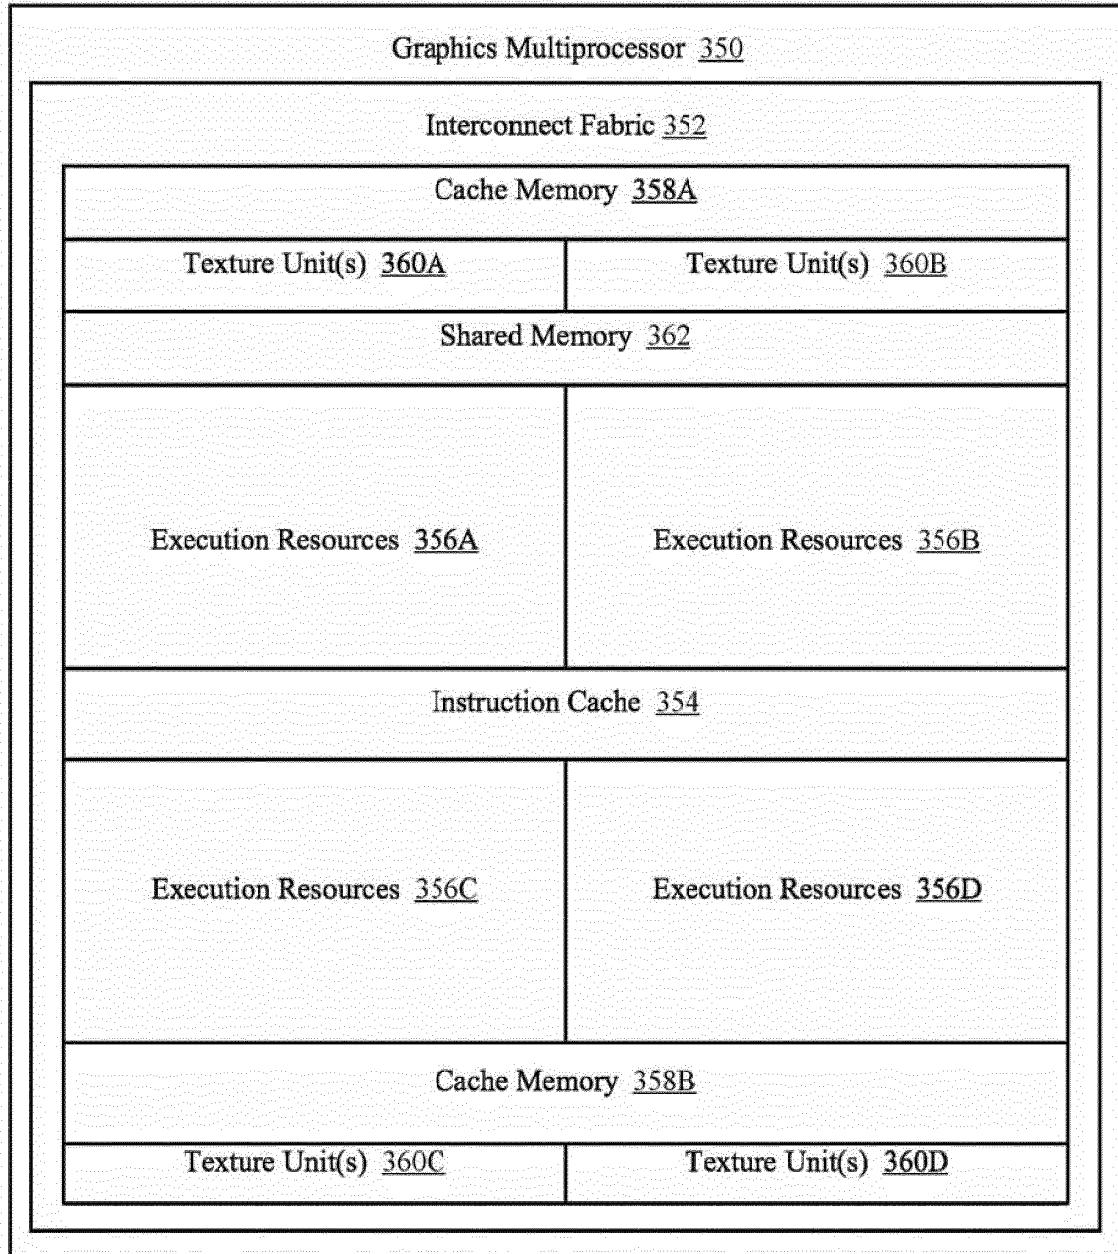 Graphics Multiprocessor 350
Interconnect Fabric 352
Cache Memory 358A
Texture Unit(s) 360A
Texture Unit(s) 360B
Shared Memory 362
Execution Resources 356A
Execution Resources 356B
Instruction Cache 354
Execution Resources 356C
Execution Resources 356D
Cache Memory 358B
Texture Unit(s) 360C
Texture Unit(s) 360D